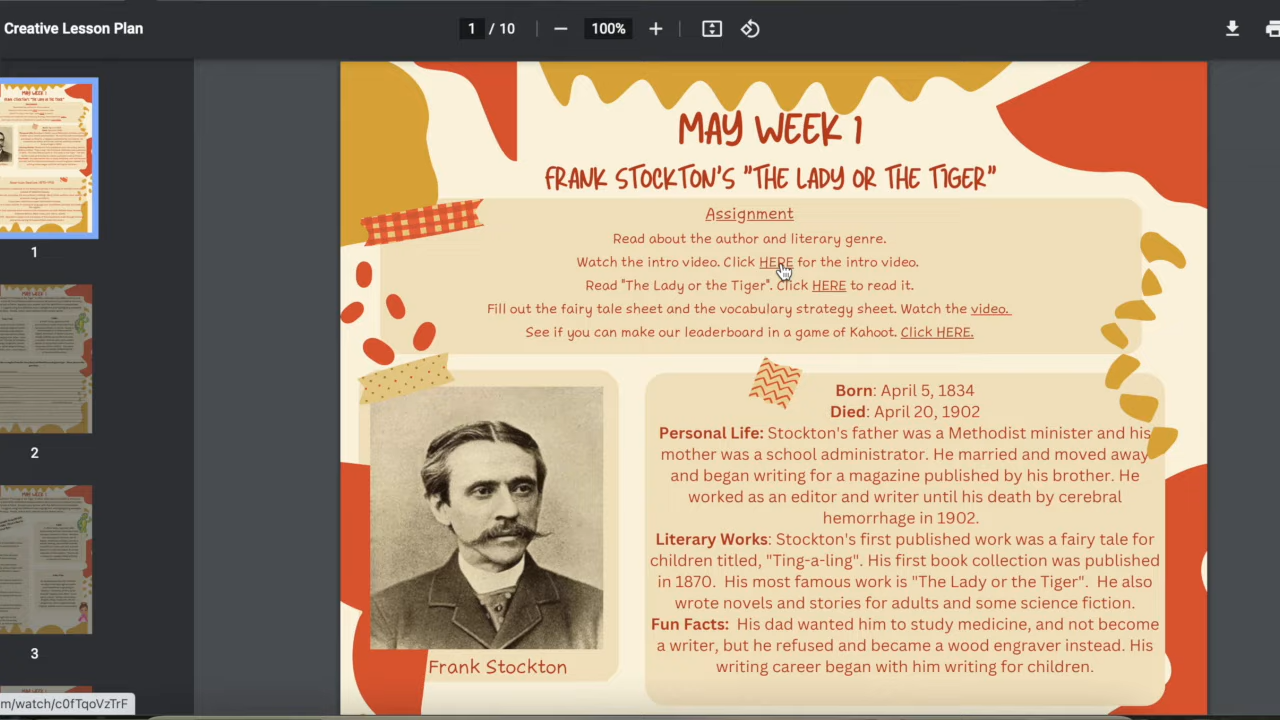 Creative Lesson Plan
1 / 10
100%
MAY WEEK 1
FRANK STOCKTON'S "THE LADY OR THE TIGER"
Assignment
Read about the author and literary genre.
Watch the intro video. Click HERE for the intro video.
Read "The Lady or the Tiger". Click HERE to read it.
Fill out the fairy tale sheet and the vocabulary strategy sheet. Watch the video.
See if you can make our leaderboard in a game of Kahoot. Click HERE.
Born: April 5, 1834
Died: April 20, 1902
Personal Life: Stockton's father was a Methodist minister and his
mother was a school administrator. He married and moved away
and began writing for a magazine published by his brother. He
worked as an editor and writer until his death by cerebral
hemorrhage in 1902.
Literary Works: Stockton's first published work was a fairy tale for
children titled, "Ting-a-ling". His first book collection was published
in 1870. His most famous work is "The Lady or the Tiger". He also
wrote novels and stories for adults and some science fiction.
Fun Facts: His dad wanted him to study medicine, and not become
a writer, but he refused and became a wood engraver instead. His
writing career began with him writing for children.
Frank Stockton
1
2
3
m/watch/c0fTqoVzTrF